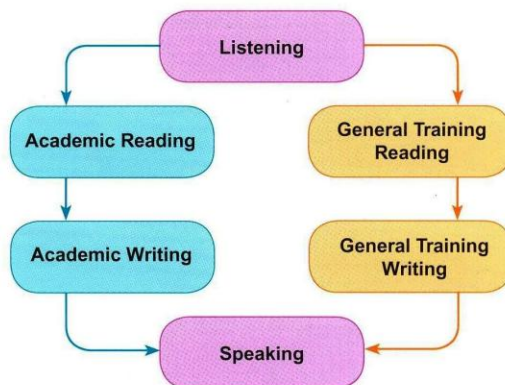 Listening
Academic Reading
General Training
Reading
Academic Writing
General Training
Writing
Speaking